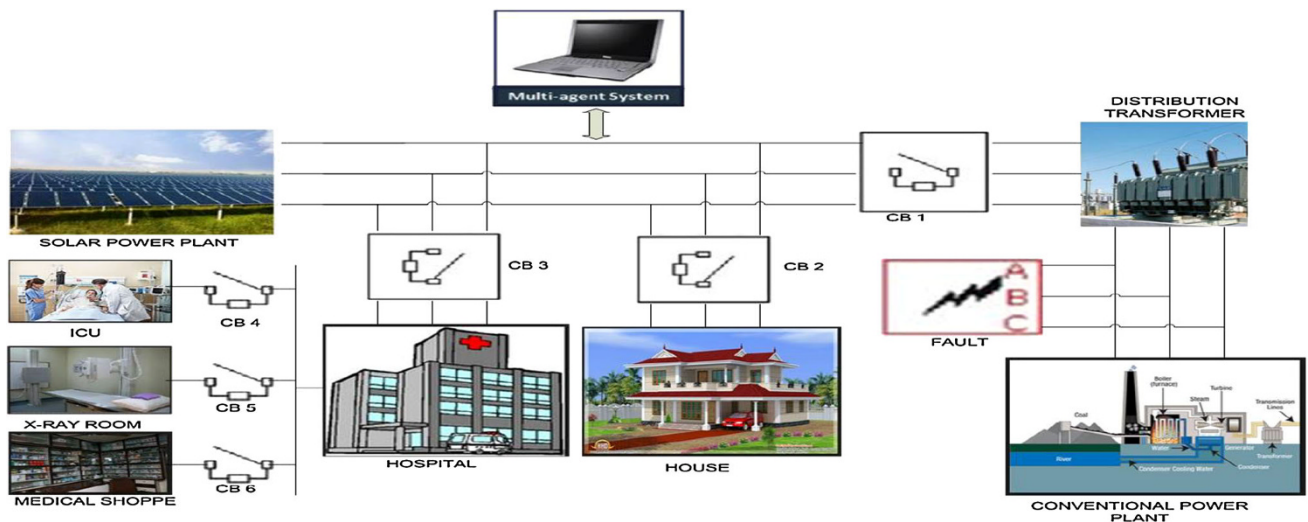 Multi-agent System
DISTRIBUTION
TRANSFORMER
CB 1
SOLAR POWER PLANT
CB 3
CB 2
A
B
C
FAULT
ICU
CB 4
X-RAY ROOM
CB 5
MEDICAL SHOPPE
CB 6
HOSPITAL
HOUSE
Boiler
(furnace)
Turbine
Steam
Transmission
Lines
Coal
Water
Generator
River
Transformer
Condenser Cooling Water
Condenser
CONVENTIONAL POWER
PLANT